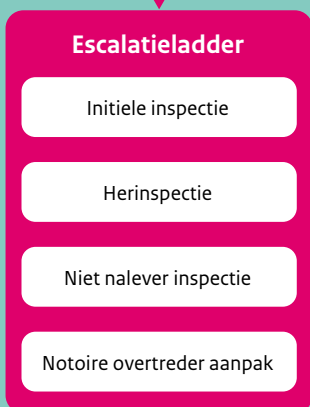 Escalatieladder
Initiele inspectie
Herinspectie
Niet nalever inspectie
Notoire overtreder aanpak